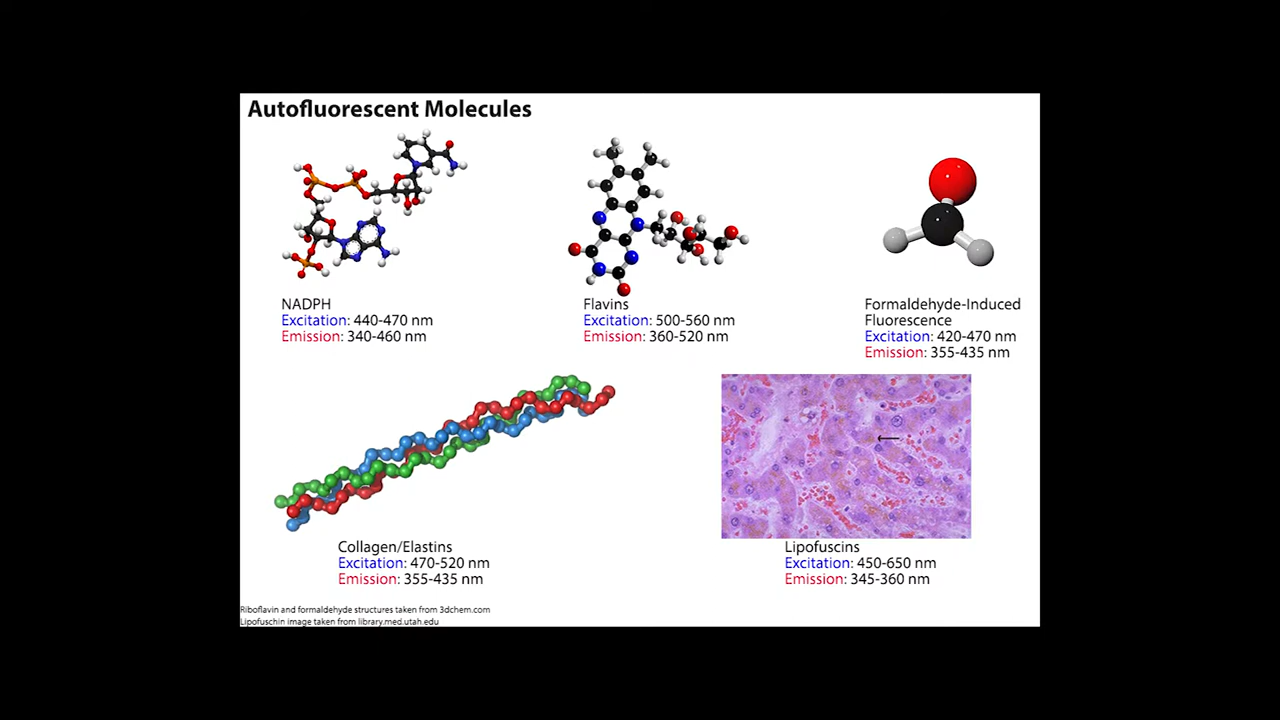 Autofluorescent Molecules
NADPH
Excitation: 440-470 nm
Emission: 340-460 nm
Flavins
Excitation: 500-560 nm
Emission: 360-520 nm
Formaldehyde-Induced
Fluorescence
Excitation: 420-470 nm
Emission: 355-435 nm
Collagen/Elastins
Excitation: 470-520 nm
Emission: 355-435 nm
Lipofuscins
Excitation: 450-650 nm
Emission: 345-360 nm
Riboflavin and formaldehyde structures taken from 3dchem.com
Lipofuschin image taken from library.med.utah.edu